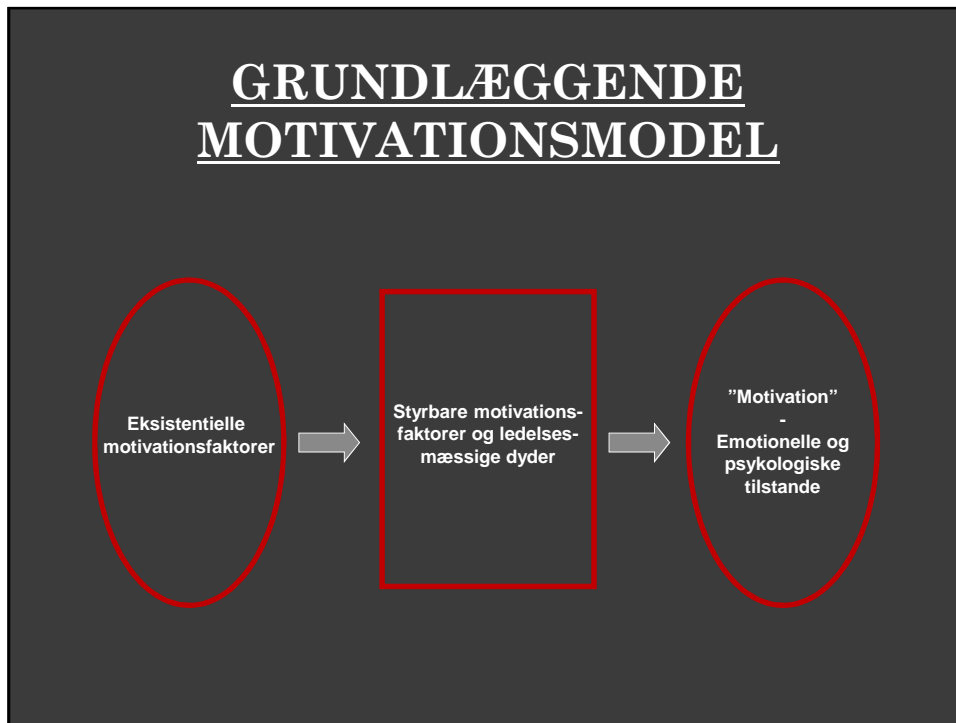 GRUNDLÆGGENDE
MOTIVATIONSMODEL
Eksistentielle
motivationsfaktorer
Styrbare motivations-
faktorer og ledelses-
mæssige dyder
”Motivation”
-
Emotionelle og
psykologiske
tilstande